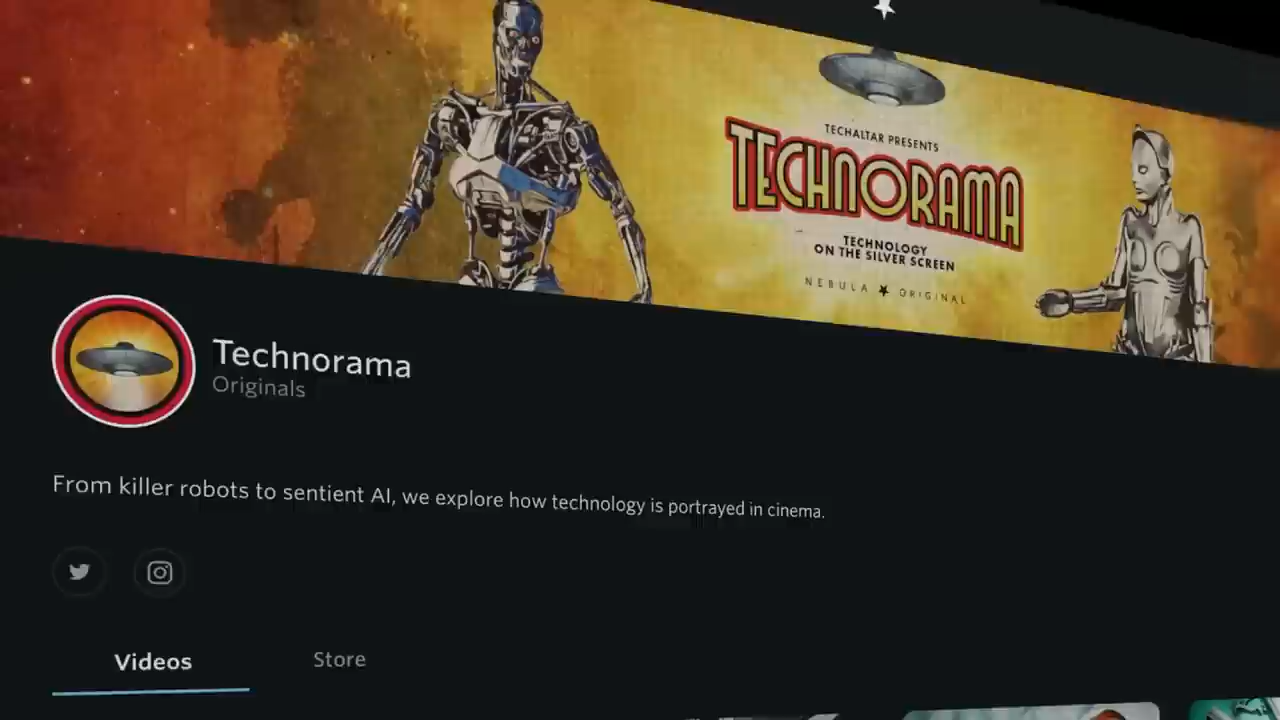 TECHALTAR PRESENTS
TECHNORAMA
TECHNOLOGY
ON THE SILVER SCREEN
NEBULA ORIGINAL
Technorama
Originals
From killer robots to sentient AI, we explore how technology is portrayed in cinema.
Videos
Store